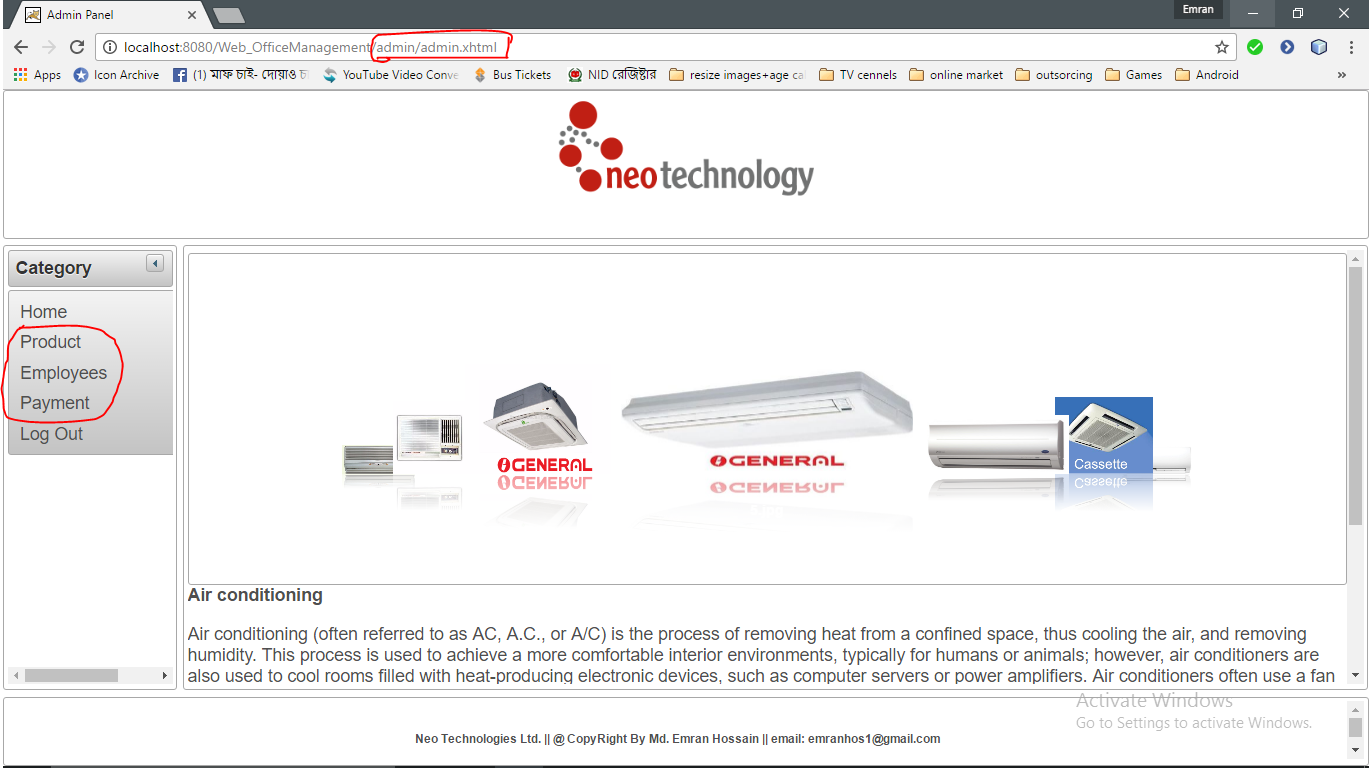 Admin Panel
Emran
localhost:8080/Web_OfficeManagement/admin/admin.xhtml
Apps Icon Archive (1) মাফ চাই- দোয়াও YouTube Video Conve Bus Tickets NID রেজিষ্টার resize images+age ca TV cennels online market outsorcing Games Android »
neotechnology
Category
Home
Product
Employees
Payment
Log Out
GENERAL
GENERAL
Cassette
Air conditioning
Air conditioning (often referred to as AC, A.C., or A/C) is the process of removing heat from a confined space, thus cooling the air, and removing
humidity. This process is used to achieve a more comfortable interior environments, typically for humans or animals; however, air conditioners are
also used to cool rooms filled with heat-producing electronic devices, such as computer servers or power amplifiers. Air conditioners often use a fan
Activate Windows
Go to Settings to activate Windows.
Neo Technologies Ltd. || @ CopyRight By Md. Emran Hossain || email: emranhos1@gmail.com